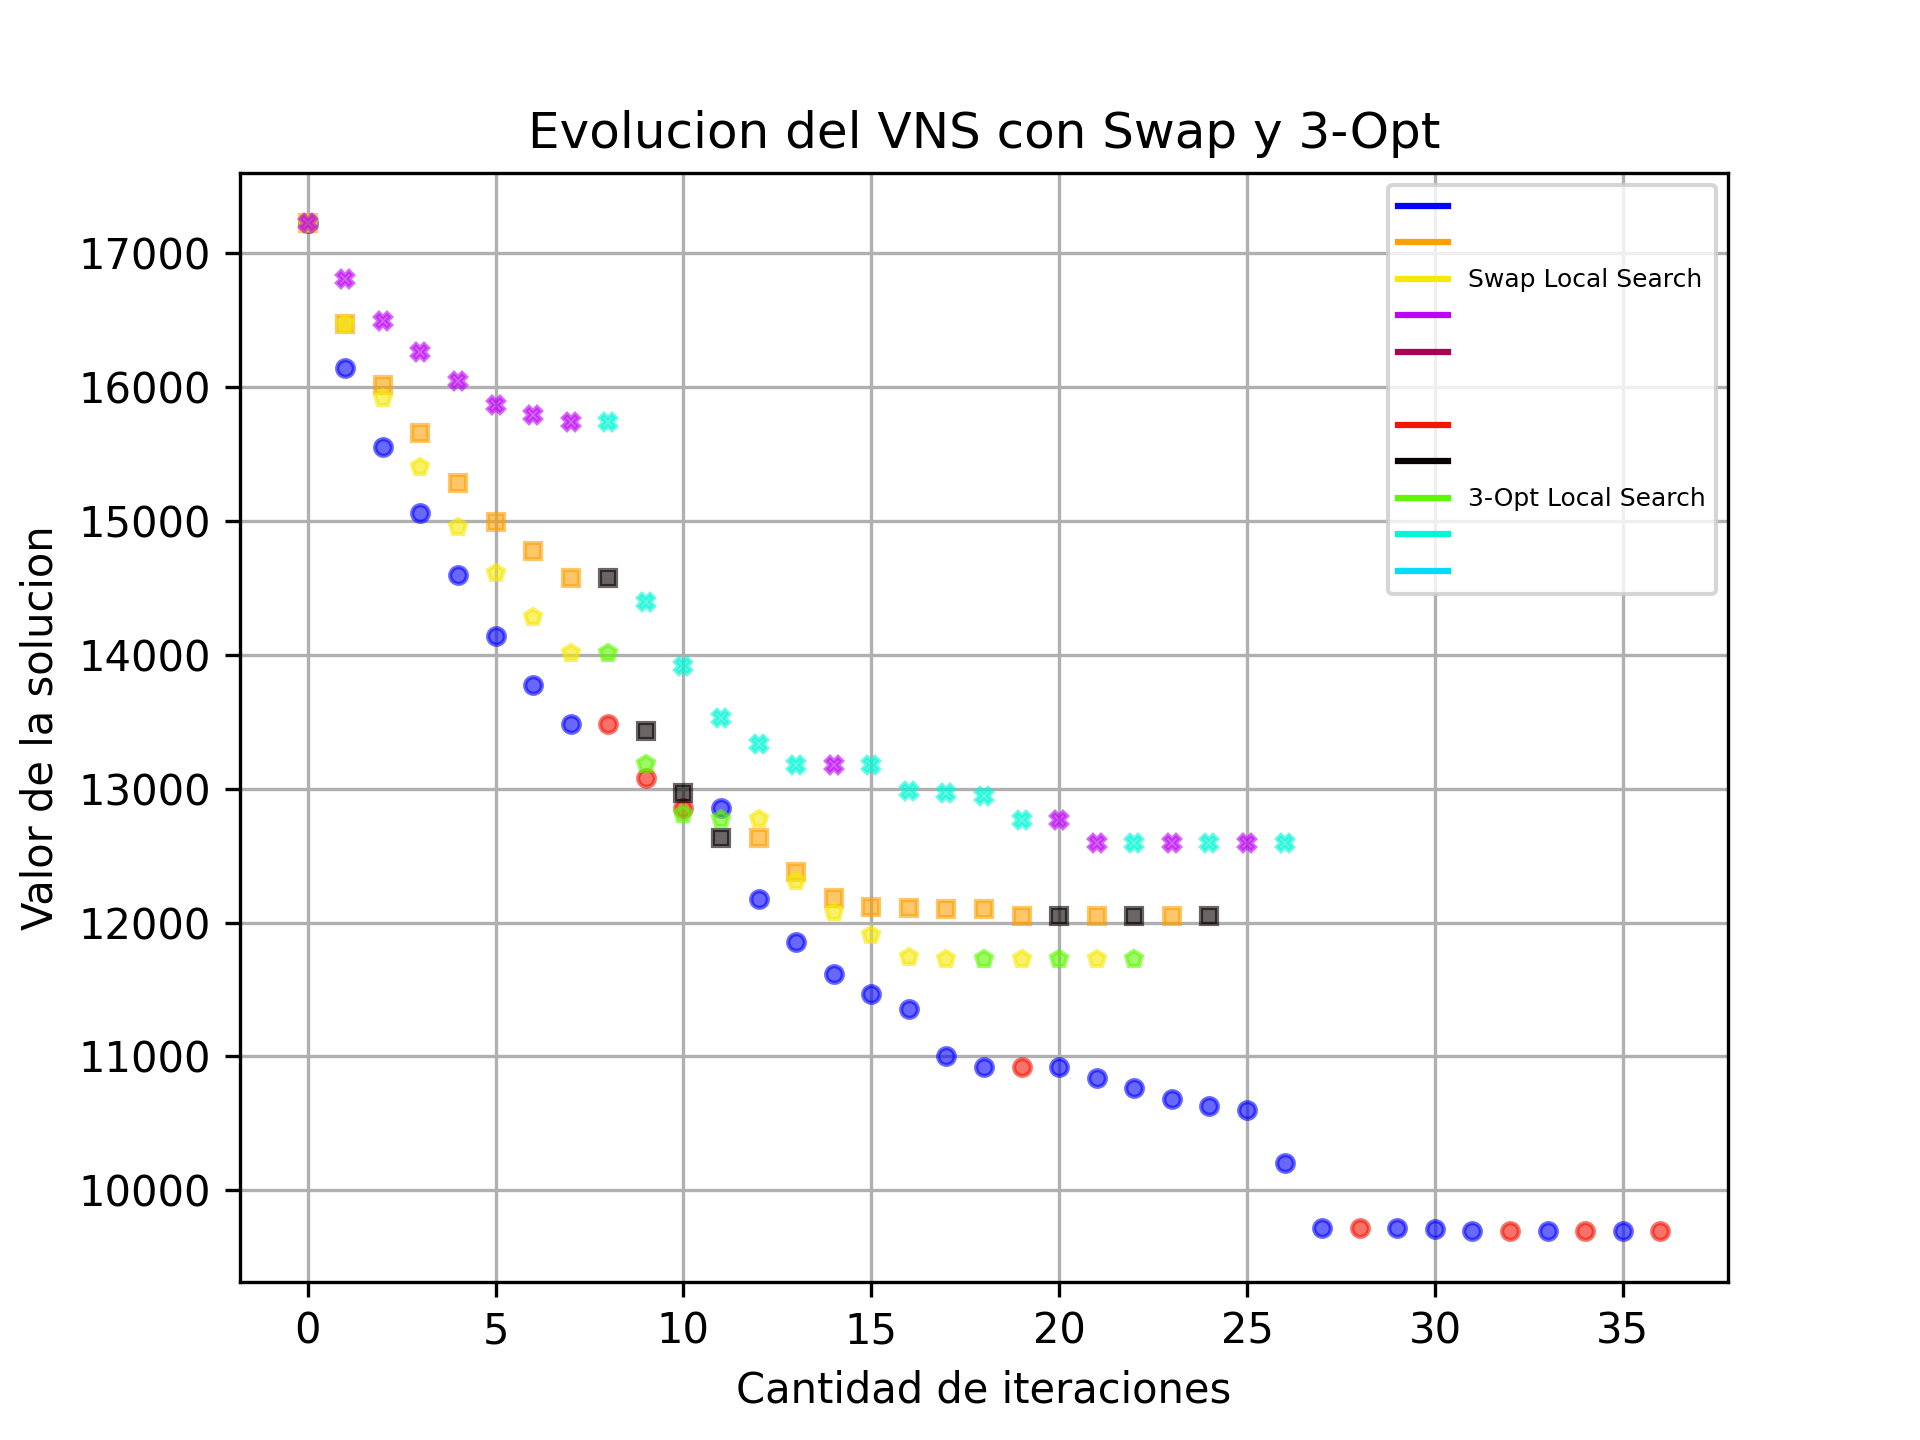 Evolucion del VNS con Swap y 3-Opt
Valor de la solucion
17000
16000
15000
14000
13000
12000
11000
10000
Swap Local Search
3-Opt Local Search
0 5 10 15 20 25 30 35
Cantidad de iteraciones